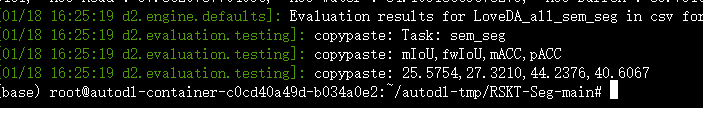 [01/18 16:25:19 d2.engine.defaults]: Evaluation results for LoveDA_all_sem_seg in csv for
[01/18 16:25:19 d2.evaluation.testing]: copypaste: Task: sem_seg
[01/18 16:25:19 d2.evaluation.testing]: copypaste: mIoU,fwIoU,mACC,pACC
[01/18 16:25:19 d2.evaluation.testing]: copypaste: 25.5754,27.3210,44.2376,40.6067
(base) root@autodl-container-c0cd40a49d-b034a0e2:~/autodl-tmp/RSKT-Seg-main#